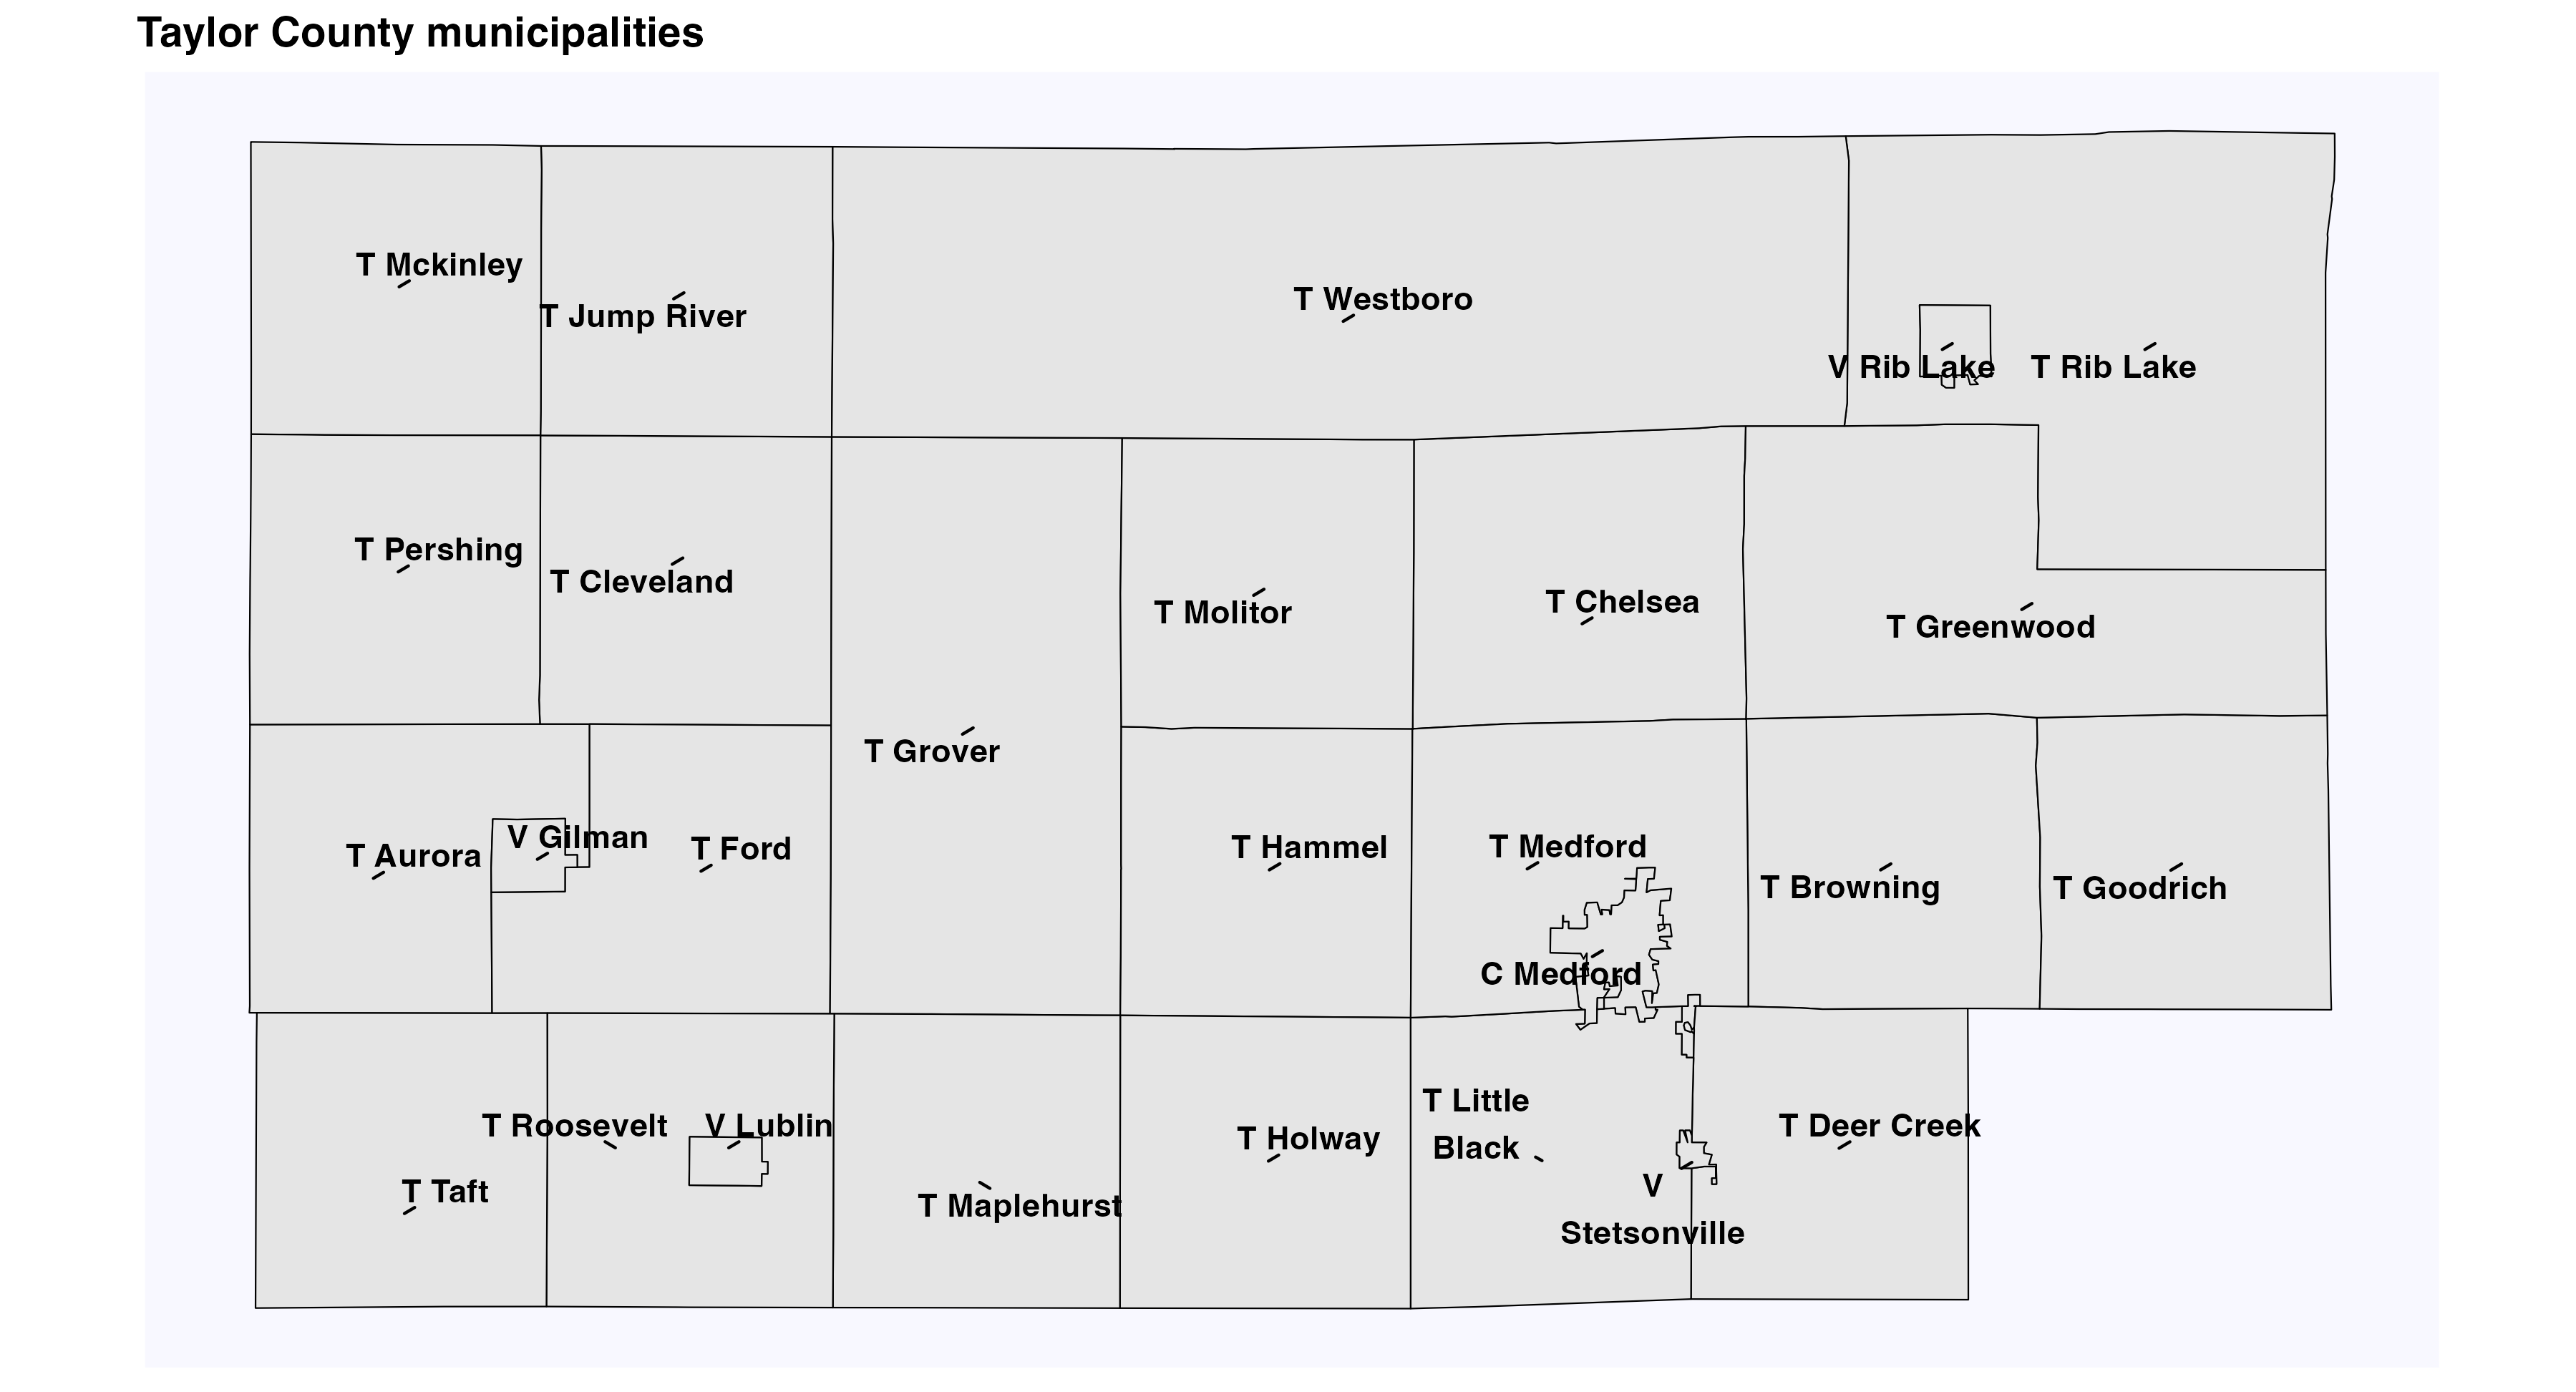 Taylor County municipalities
T Mckinley
T Jump River
T Westboro
V Rib Lake
T Rib Lake
T Pershing
T Cleveland
T Molitor
T Chelsea
T Greenwood
T Grover
T Aurora
V Gilman
T Ford
T Hammel
T Medford
T Browning
T Goodrich
C Medford
T Roosevelt
V Lublin
T Taft
T Maplehurst
T Holway
T Little
Black
V
Stetsonville
T Deer Creek